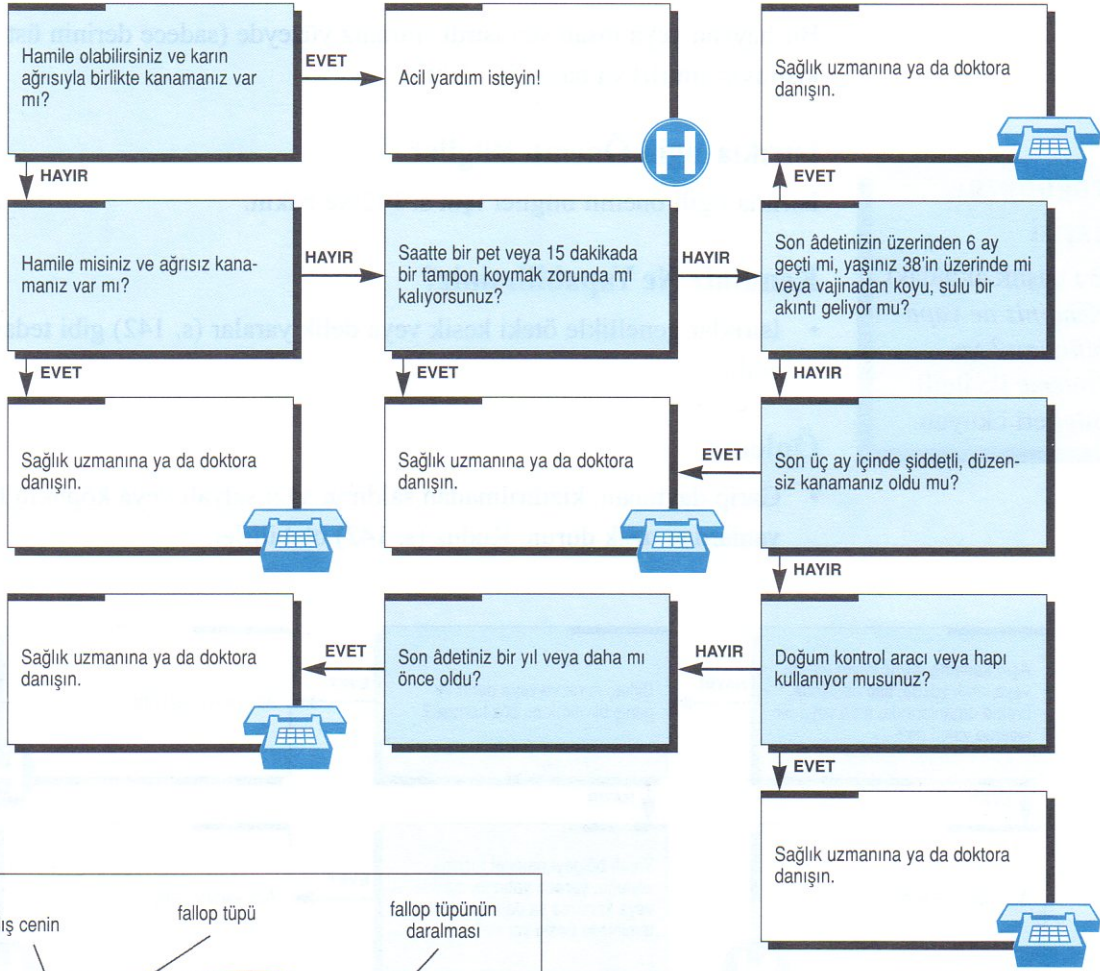 Hamile olabilirsiniz ve karın
ağrısıyla birlikte kanamanız var
mı?
EVET
Acil yardım isteyin!
H
Sağlık uzmanına ya da doktora
danışın.
HAYIR
EVET
Hamile misiniz ve ağrısız kana-
manız var mı?
HAYIR
Saatte bir pet veya 15 dakikada
bir tampon koymak zorunda mı
kalıyorsunuz?
HAYIR
Son âdetinizin üzerinden 6 ay
geçti mi, yaşınız 38'in üzerinde mi
veya vajinadan koyu, sulu bir
akıntı geliyor mu?
EVET
EVET
HAYIR
Sağlık uzmanına ya da doktora
danışın.
Sağlık uzmanına ya da doktora
danışın.
EVET
Son üç ay içinde şiddetli, düzen-
siz kanamanız oldu mu?
HAYIR
Sağlık uzmanına ya da doktora
danışın.
EVET
Son âdetiniz bir yıl veya daha mı
önce oldu?
HAYIR
Doğum kontrol aracı veya hapı
kullanıyor musunuz?
EVET
Sağlık uzmanına ya da doktora
danışın.
cenin
fallop tüpü
fallop tüpünün
daralması